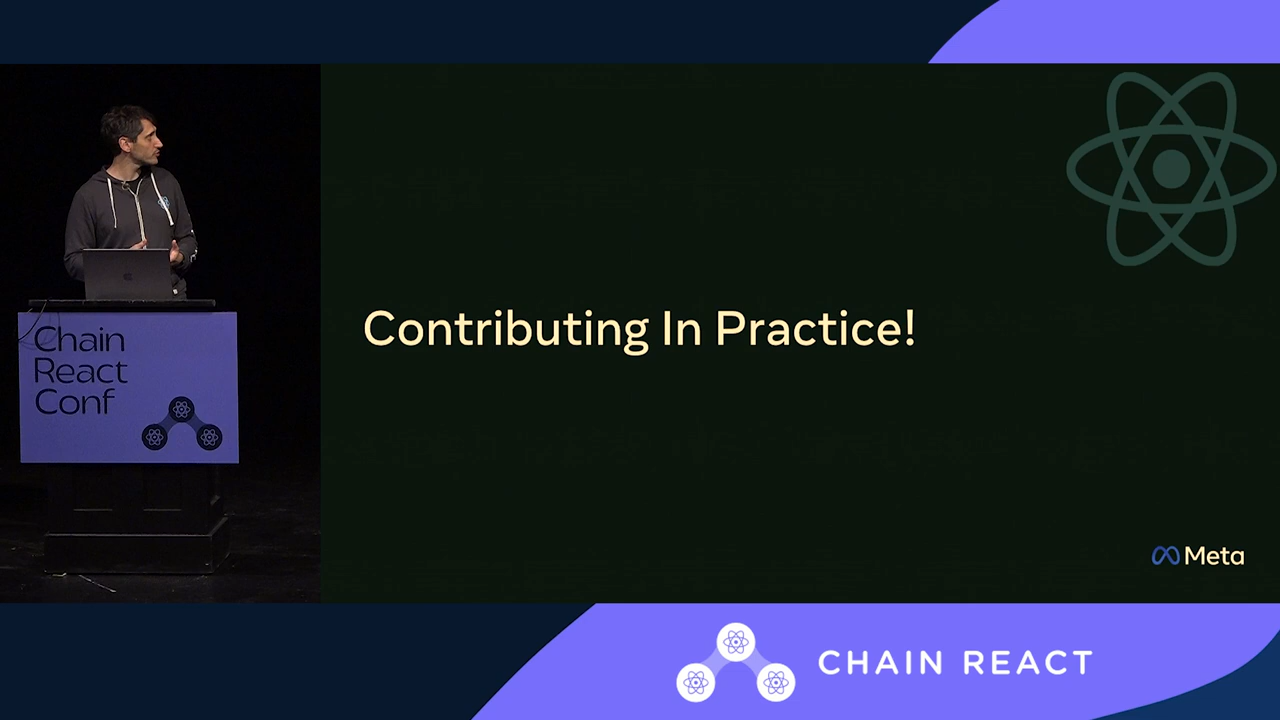 Contributing In Practice!
Chain
React
Conf
Meta
CHAIN REACT